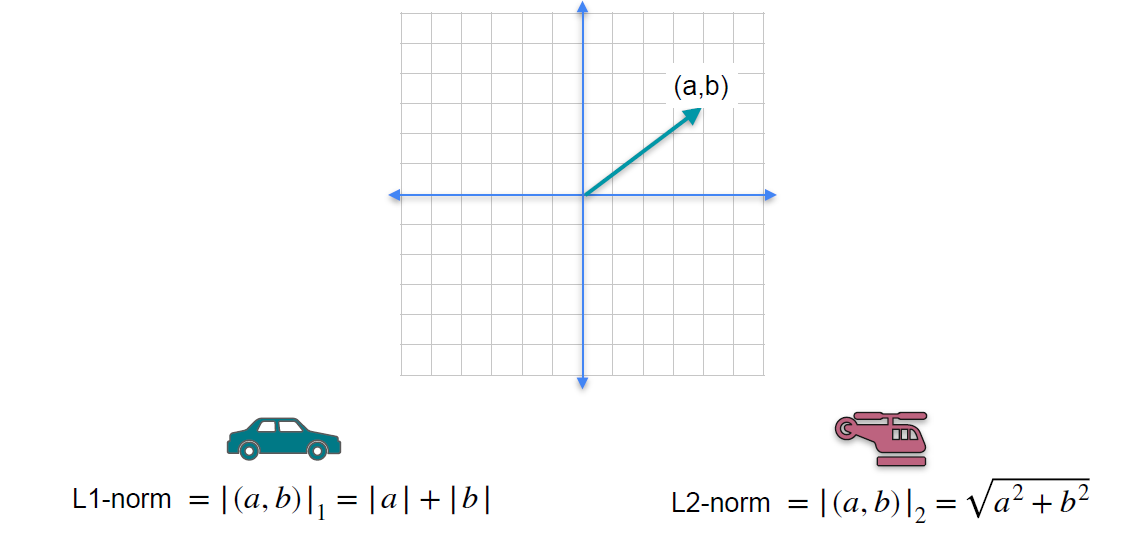 (a,b)
L1-norm = |(a, b)|₁ = |a| + |b|
L2-norm = |(a, b)|₂ = √(a² + b²)